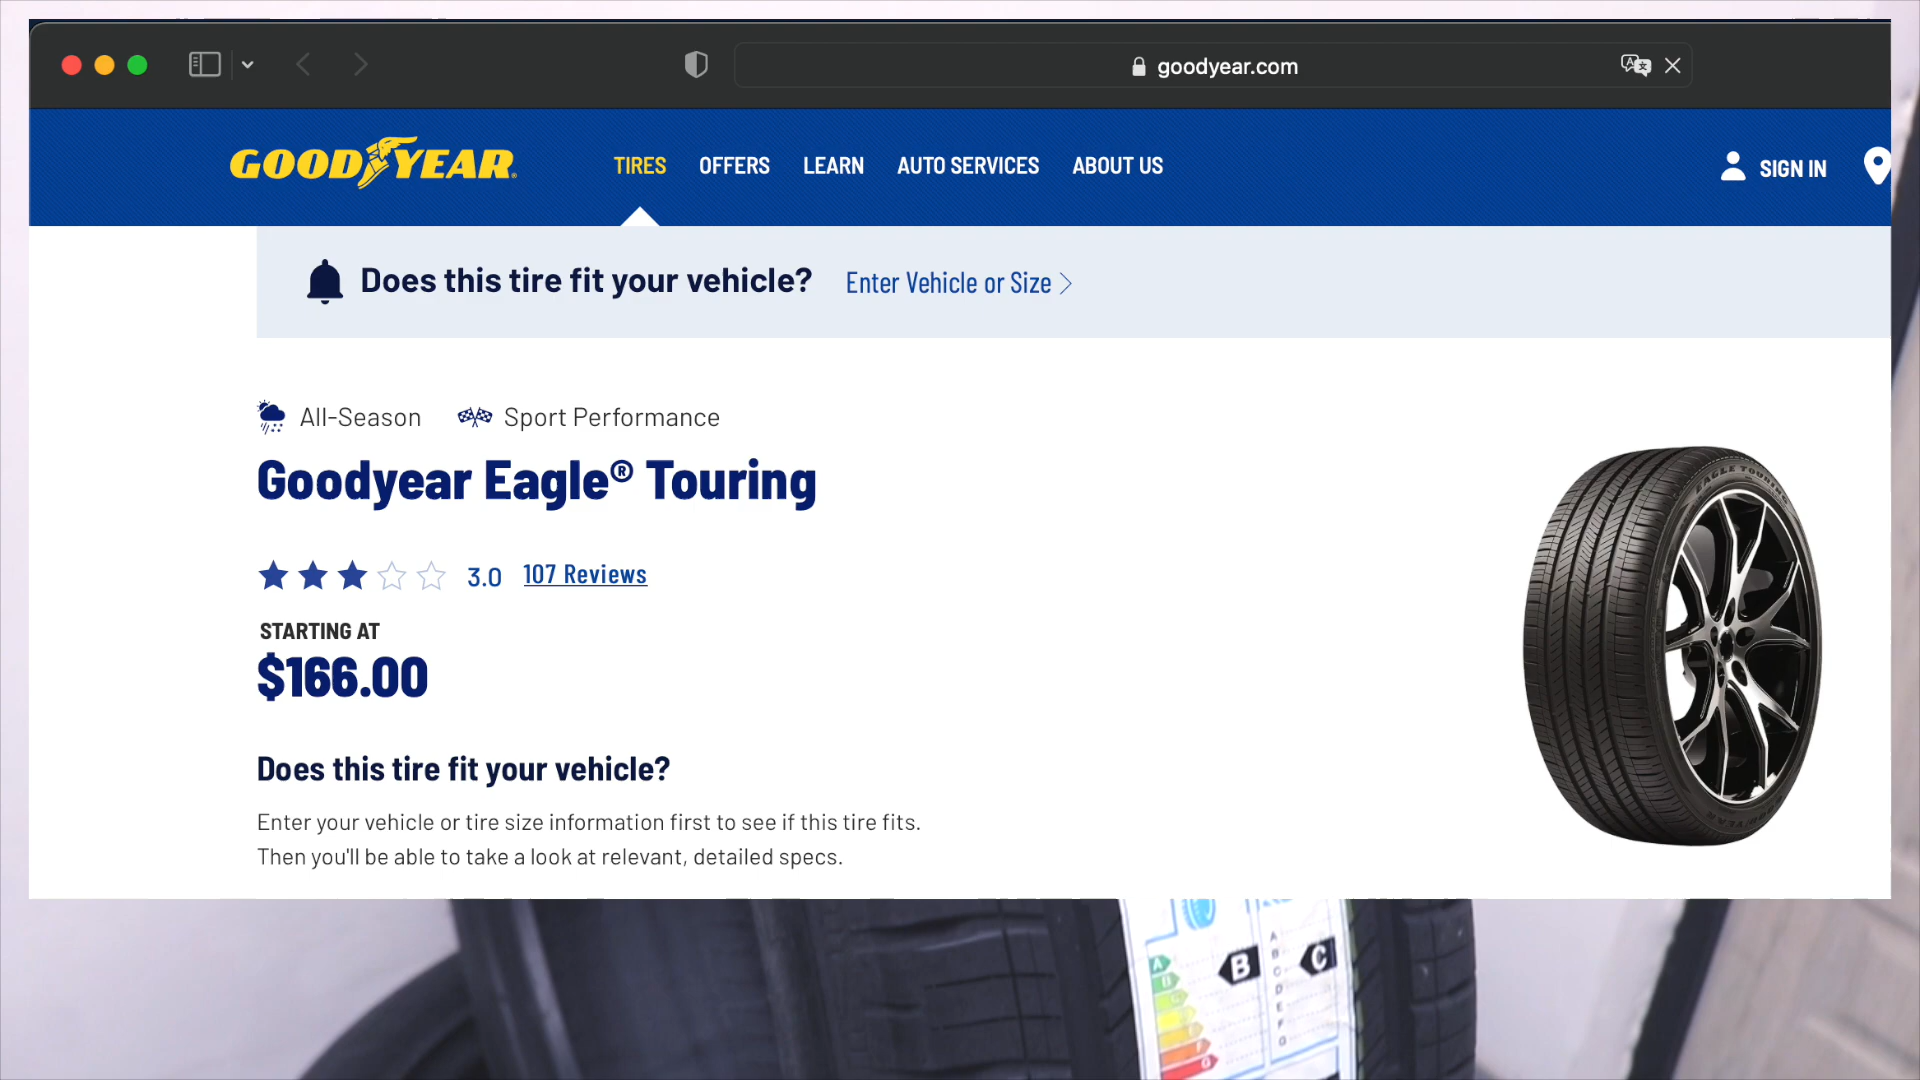 goodyear.com
GOODYEAR
TIRES OFFERS LEARN AUTO SERVICES ABOUT US
SIGN IN
Does this tire fit your vehicle? Enter Vehicle or Size
All-Season Sport Performance
Goodyear Eagle® Touring
3.0 107 Reviews
STARTING AT
$166.00
Does this tire fit your vehicle?
Enter your vehicle or tire size information first to see if this tire fits.
Then you'll be able to take a look at relevant, detailed specs.
EAGLE TOURING
B
C